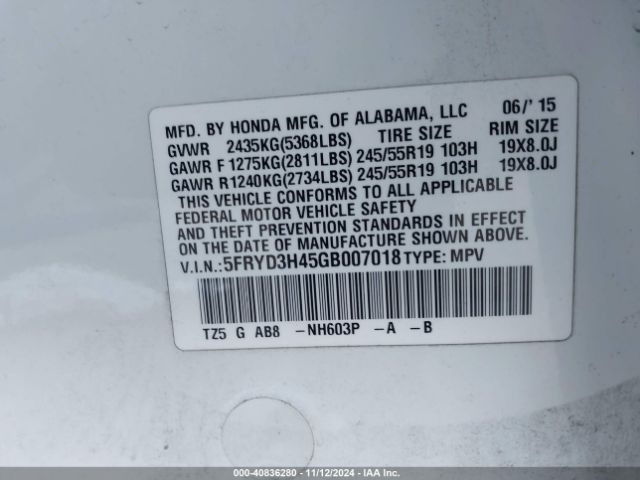 MFD. BY HONDA MFG. OF ALABAMA, LLC 06/'15
GVWR 2435KG(5368LBS) TIRE SIZE RIM SIZE
GAWR F 1275KG(2811LBS) 245/55R19 103H 19X8.0J
GAWR R1240KG(2734LBS) 245/55R19 103H 19X8.0J
THIS VEHICLE CONFORMS TO ALL APPLICABLE
FEDERAL MOTOR VEHICLE SAFETY
AND THEFT PREVENTION STANDARDS IN EFFECT
ON THE DATE OF MANUFACTURE SHOWN ABOVE.
V.I.N.:5FRYD3H45GB007018 TYPE: MPV
TZ5 G AB8 -NH603P -A -B
000-40836280 - 11/12/2024 - IAA Inc.